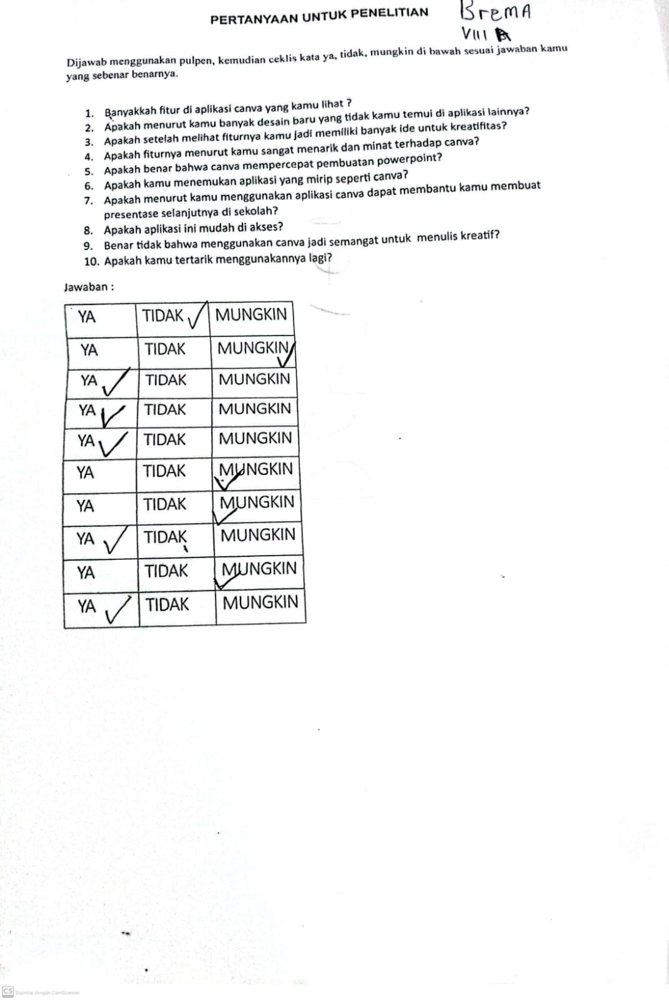 PERTANYAAN UNTUK PENELITIAN
BremA
VIII A
Dijawab menggunakan pulpen, kemudian ceklis kata ya, tidak, mungkin di bawah sesuai jawaban kamu
yang sebenar benarnya.
1. Banyakkah fitur di aplikasi canva yang kamu lihat ?
2. Apakah menurut kamu banyak desain baru yang tidak kamu temui di aplikasi lainnya?
3. Apakah setelah melihat fiturnya kamu jadi memiliki banyak ide untuk kreatifitas?
4. Apakah fiturnya menurut kamu sangat menarik dan minat terhadap canva?
5. Apakah benar bahwa canva mempercepat pembuatan powerpoint?
6. Apakah kamu menemukan aplikasi yang mirip seperti canva?
7. Apakah menurut kamu menggunakan aplikasi canva dapat membantu kamu membuat
presentase selanjutnya di sekolah?
8. Apakah aplikasi ini mudah di akses?
9. Benar tidak bahwa menggunakan canva jadi semangat untuk menulis kreatif?
10. Apakah kamu tertarik menggunakannya lagi?
Jawaban :
YA TIDAK ✓ MUNGKIN
YA TIDAK MUNGKIN ✓
YA ✓ TIDAK MUNGKIN
YA ✓ TIDAK MUNGKIN
YA ✓ TIDAK MUNGKIN
YA TIDAK MUNGKIN ✓
YA TIDAK MUNGKIN ✓
YA ✓ TIDAK MUNGKIN
YA TIDAK MUNGKIN ✓
YA ✓ TIDAK MUNGKIN
CS Dipindai dengan CamScanner